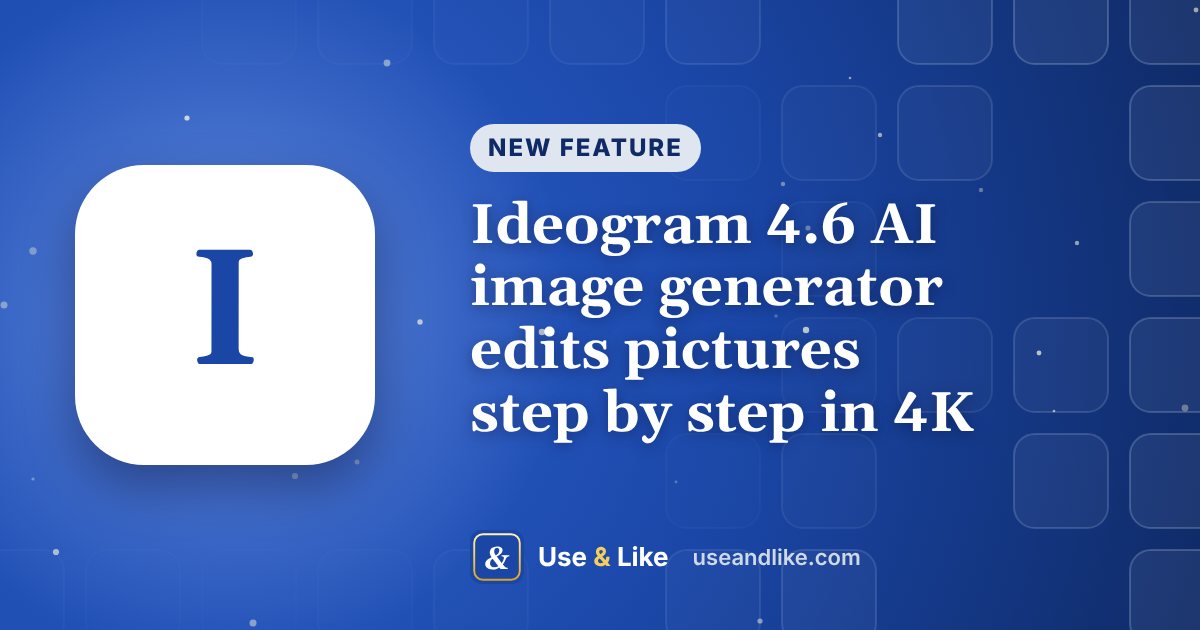 I
NEW FEATURE
Ideogram 4.6 AI
image generator
edits pictures
step by step in 4K
& Use & Like useandlike.com